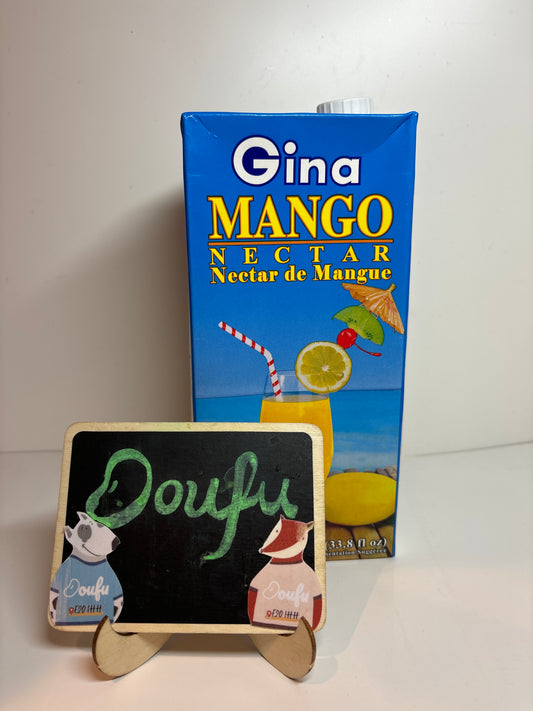 Gina
MANGO
NECTAR
Nectar de Mangue
(33.8 fl oz)
Doufu
Doufu
Doufu